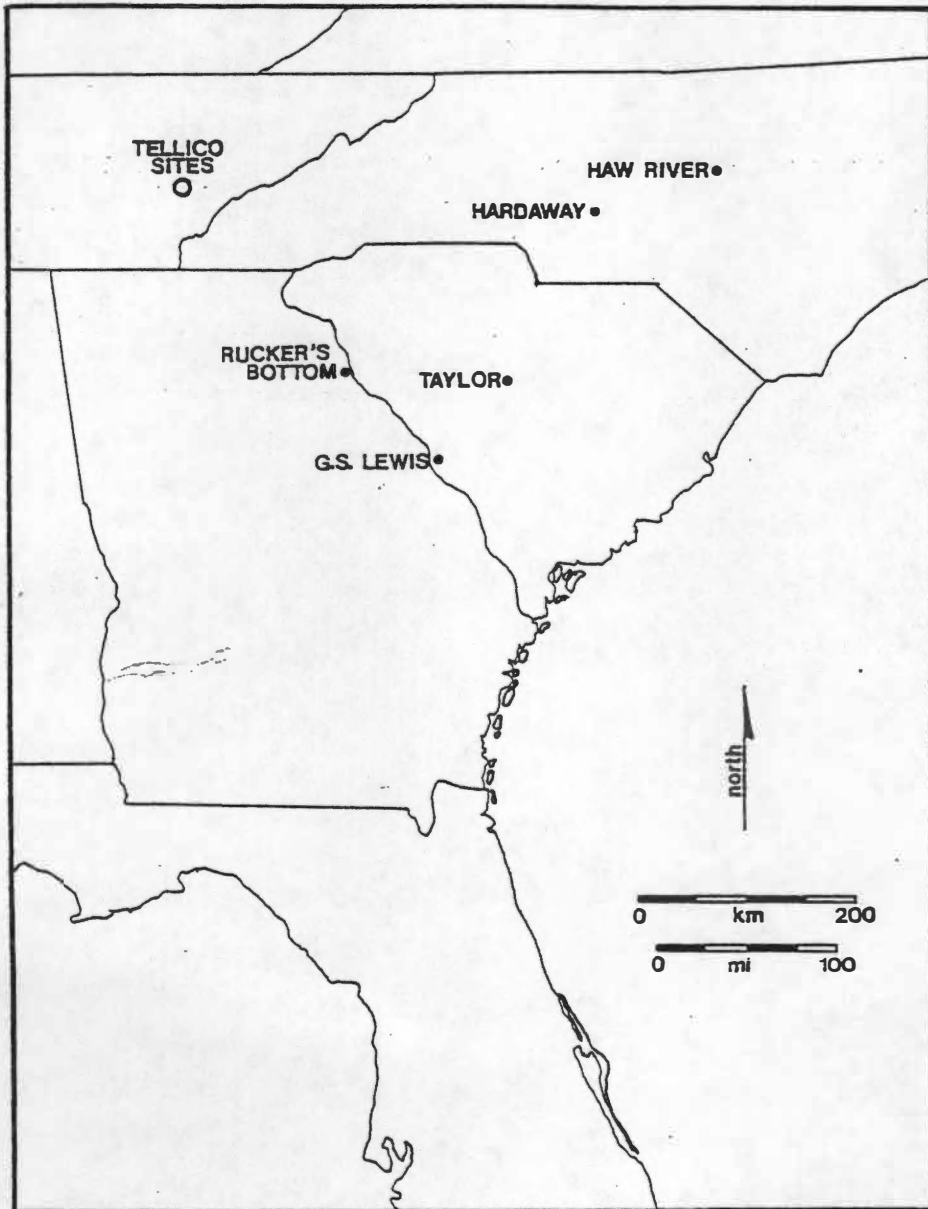 TELLICO
SITES
HAW RIVER
HARDAWAY
RUCKER'S
BOTTOM
TAYLOR
G.S. LEWIS
north
0 km 200
0 mi 100